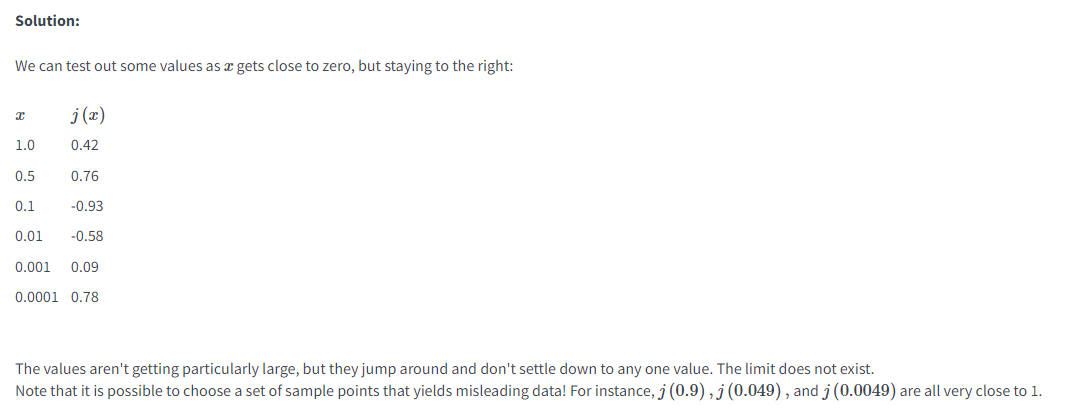 Solution:
We can test out some values as x gets close to zero, but staying to the right:
x j(x)
1.0 0.42
0.5 0.76
0.1 -0.93
0.01 -0.58
0.001 0.09
0.0001 0.78
The values aren't getting particularly large, but they jump around and don't settle down to any one value. The limit does not exist.
Note that it is possible to choose a set of sample points that yields misleading data! For instance, j(0.9), j(0.049), and j(0.0049) are all very close to 1.